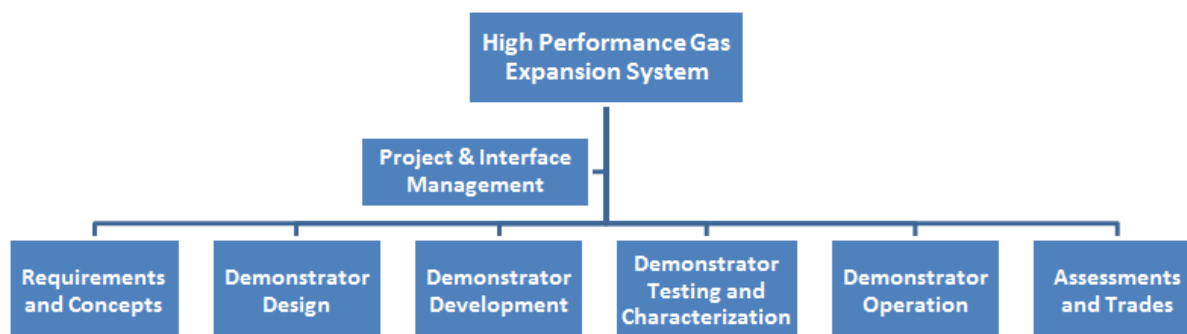 High Performance Gas
Expansion System
Project & Interface
Management
Requirements
and Concepts
Demonstrator
Design
Demonstrator
Development
Demonstrator
Testing and
Characterization
Demonstrator
Operation
Assessments
and Trades